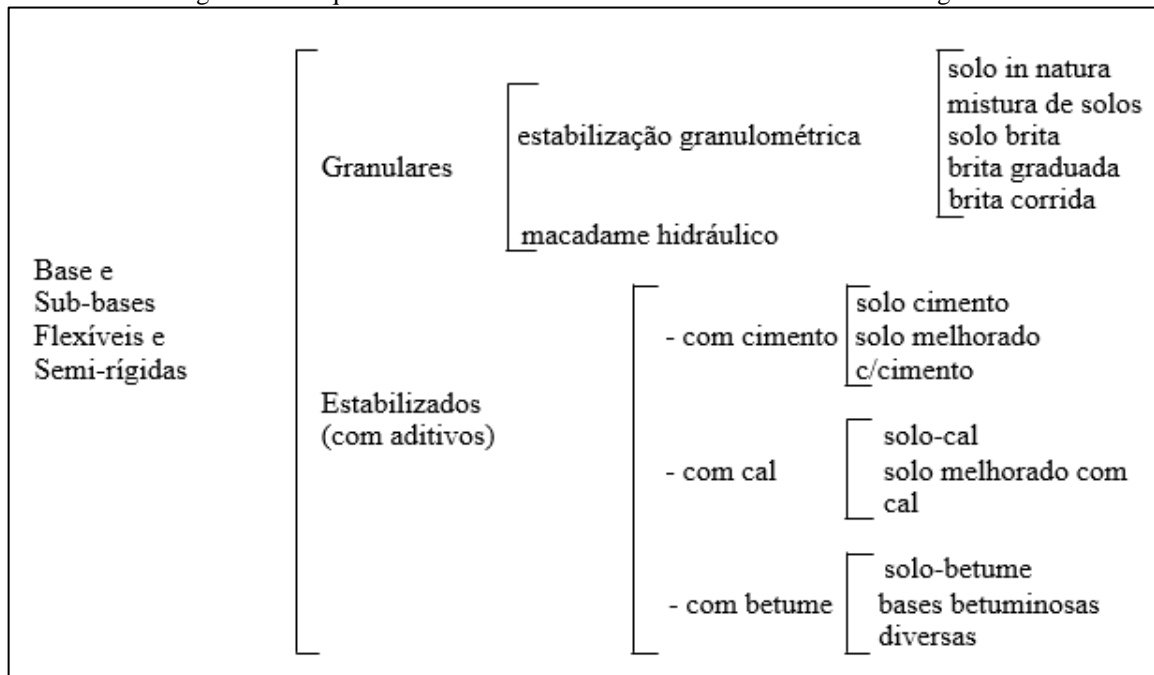 solo in natura
mistura de solos
estabilização granulométrica
solo brita
Granulares
brita graduada
brita corrida
macadame hidráulico
Base e
Sub-bases
Flexíveis e
Semi-rígidas
solo cimento
- com cimento
solo melhorado
c/cimento
Estabilizados
(com aditivos)
solo-cal
- com cal
solo melhorado com
cal
solo-betume
- com betume
bases betuminosas
diversas